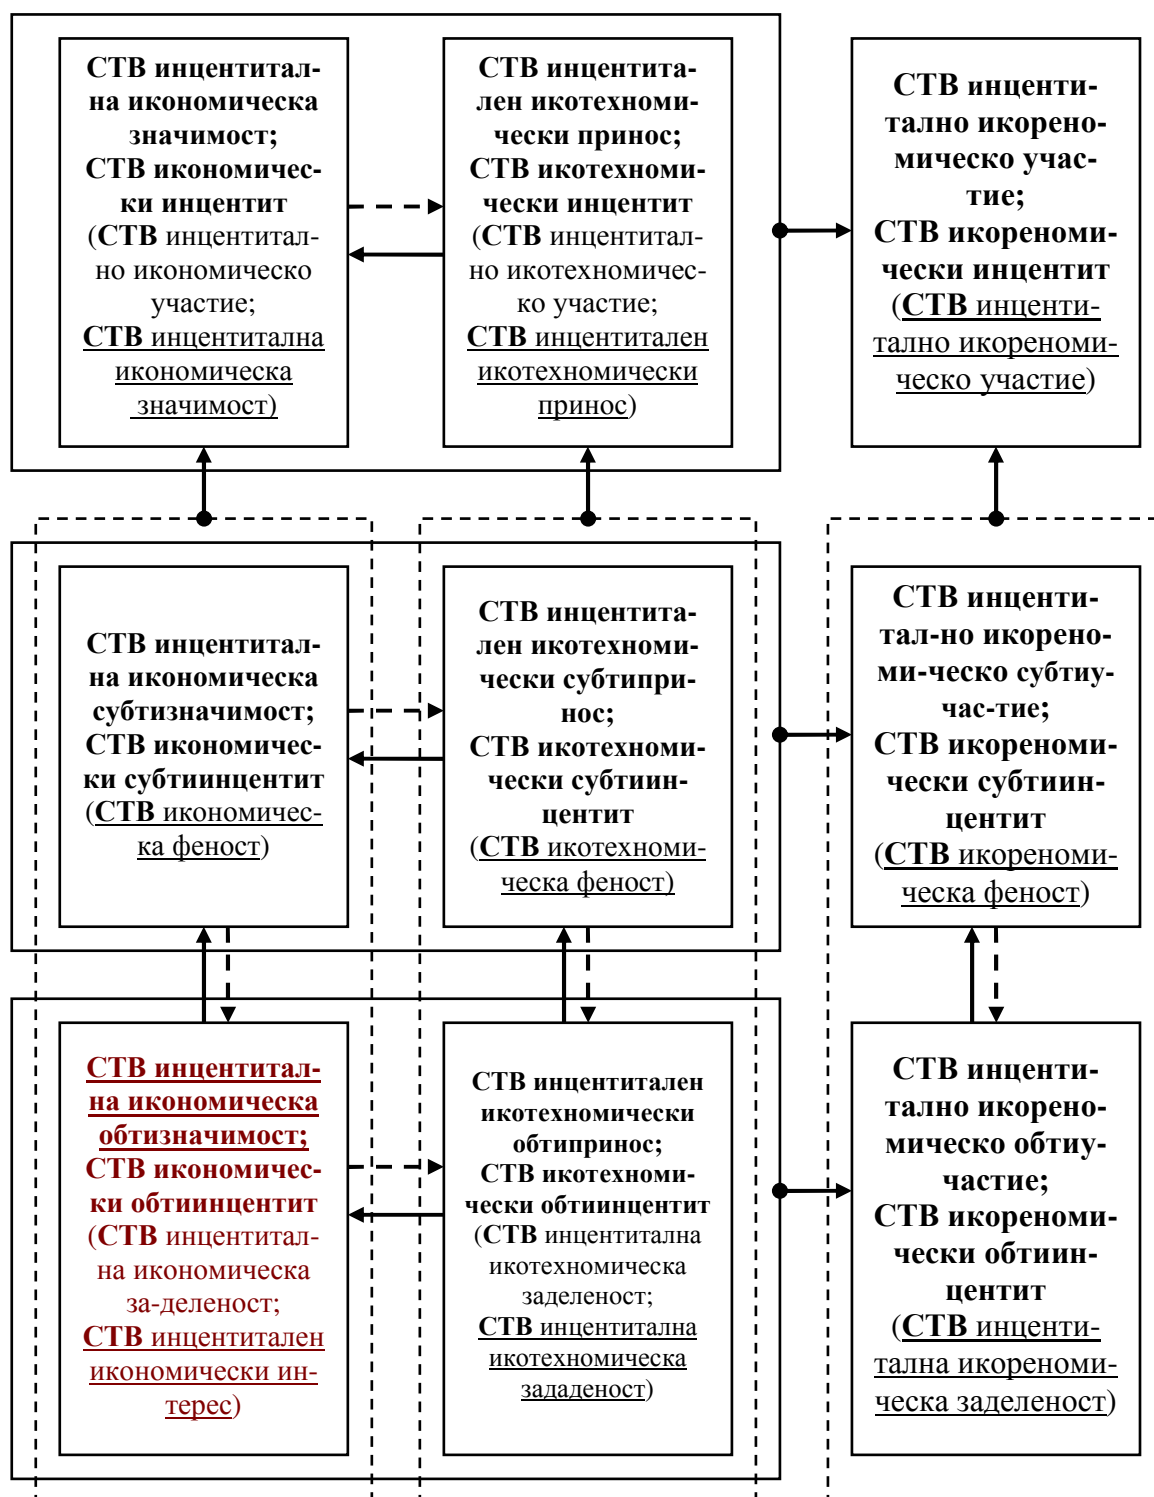 СТВ инцентитал-
на икономическа
значимост;
СТВ икономичес-
ки инцентит
(СТВ инцентитал-
но икономическо
участие;
СТВ инцентитална
икономическа
значимост)
СТВ инцентита-
лен икотехноми-
чески принос;
СТВ икотехноми-
чески инцентит
(СТВ инцентитал-
но икотехномичес-
ко участие;
СТВ инцентитален
икотехномически
принос)
СТВ инценти-
тално икорено-
мическо учас-
тие;
СТВ икореноми-
чески инцентит
(СТВ инценти-
тално икореноми-
ческо участие)
СТВ инцентитал-
на икономическа
субтизначимост;
СТВ икономичес-
ки субтиинцентит
(СТВ икономичес-
ка феност)
СТВ инцентита-
лен икотехноми-
чески субтипри-
нос;
СТВ икотехноми-
чески субтиин-
центит
(СТВ икотехноми-
ческа феност)
СТВ инценти-
тал-но икорено-
ми-ческо субтиу-
час-тие;
СТВ икореноми-
чески субтиин-
центит
(СТВ икореноми-
ческа феност)
СТВ инцентитал-
на икономическа
обтизначимост;
СТВ икономичес-
ки обтиинцентит
(СТВ инцентитал-
на икономическа
за-деленост;
СТВ инцентитален
икономически ин-
терес)
СТВ инцентитален
икотехномически
обтипринос;
СТВ икотехноми-
чески обтиинцентит
(СТВ инцентитална
икотехномическа
заделеност;
СТВ инцентитална
икотехномическа
зададеност)
СТВ инценти-
тално икорено-
мическо обтиу-
частие;
СТВ икореноми-
чески обтиин-
центит
(СТВ инценти-
тална икореноми-
ческа заделеност)